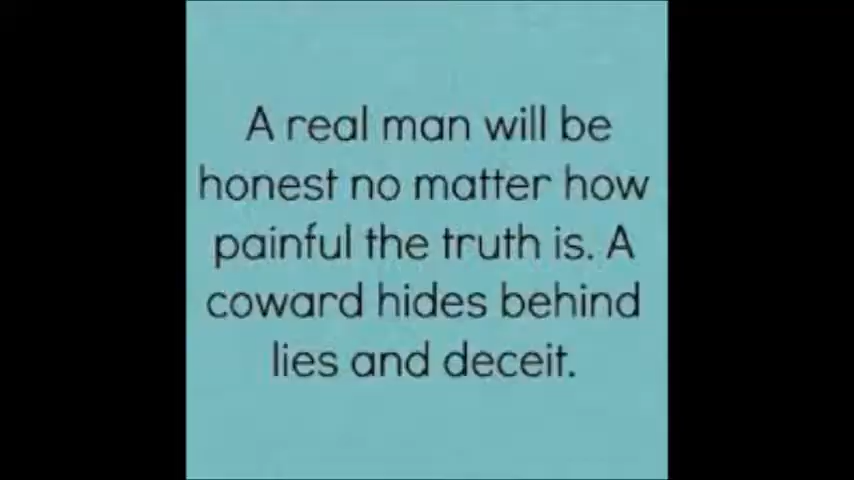 A real man will be
honest no matter how
painful the truth is. A
coward hides behind
lies and deceit.